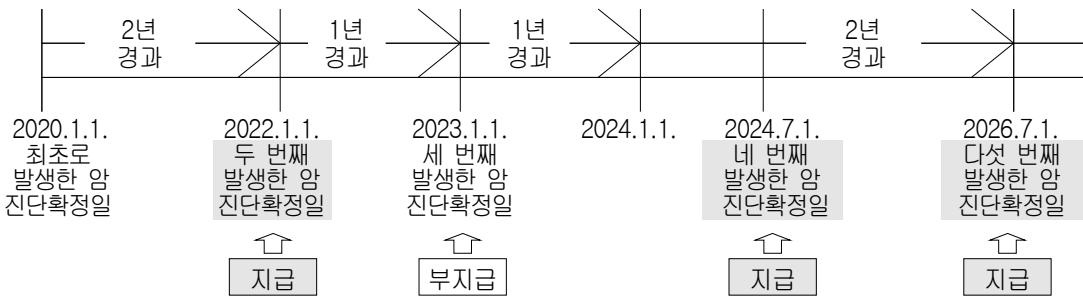 2년
경과
1년
경과
1년
경과
2년
경과
2020.1.1.
최초로
발생한 암
진단확정일
2022.1.1.
두 번째
발생한 암
진단확정일
2023.1.1.
세 번째
발생한 암
진단확정일
2024.1.1.
2024.7.1.
네 번째
발생한 암
진단확정일
2026.7.1.
다섯 번째
발생한 암
진단확정일
지급
부지급
지급
지급